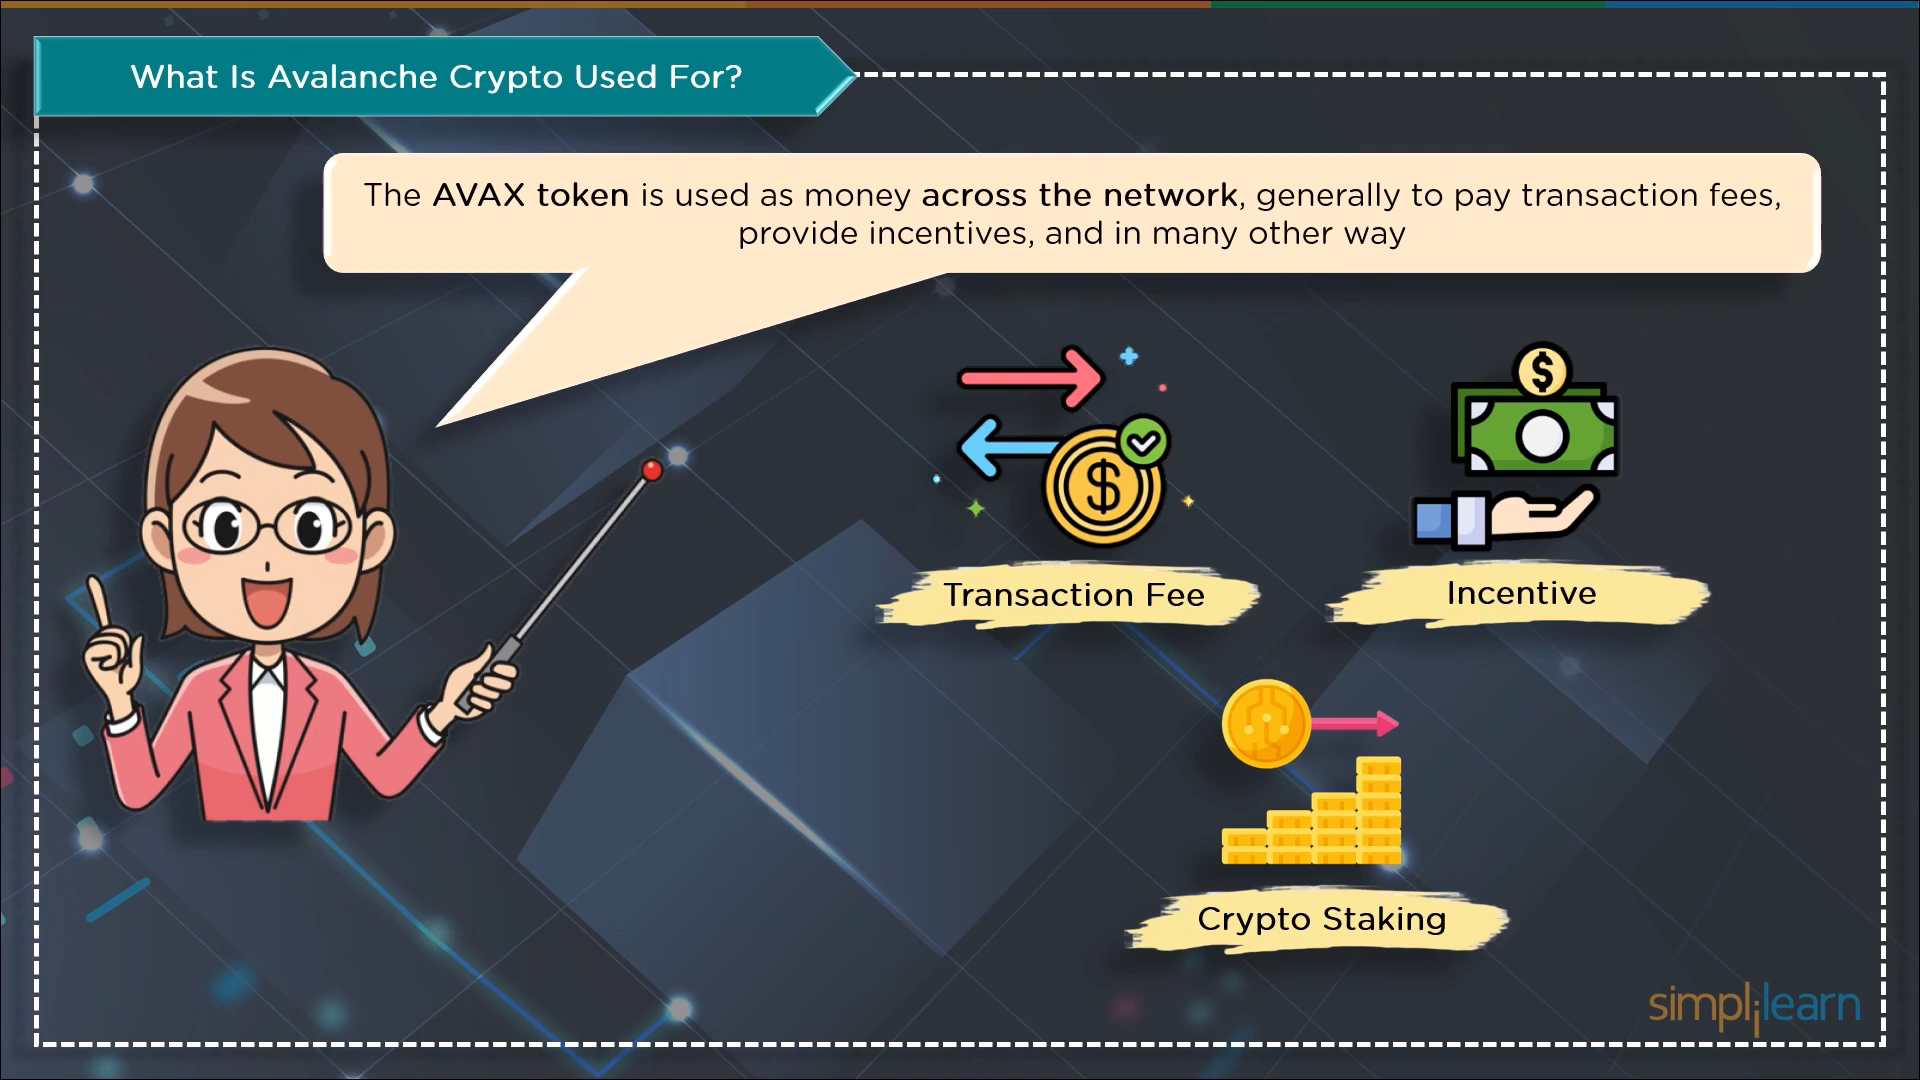 What Is Avalanche Crypto Used For?
The AVAX token is used as money across the network, generally to pay transaction fees,
provide incentives, and in many other way
Transaction Fee
Incentive
Crypto Staking
simplilearn